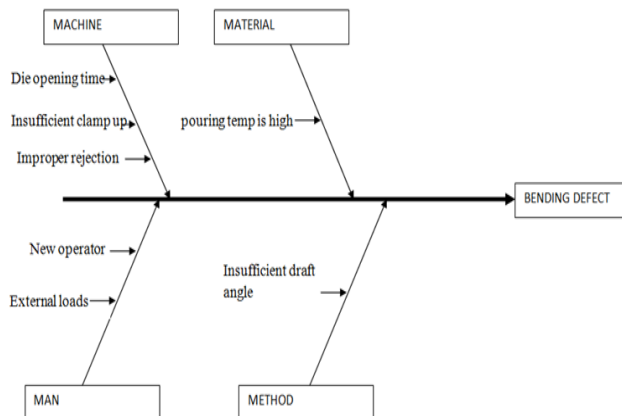 MACHINE
MATERIAL
Die opening time
Insufficient clamp up
pouring temp is high
Improper rejection
BENDING DEFECT
New operator
Insufficient draft
angle
External loads
MAN
METHOD